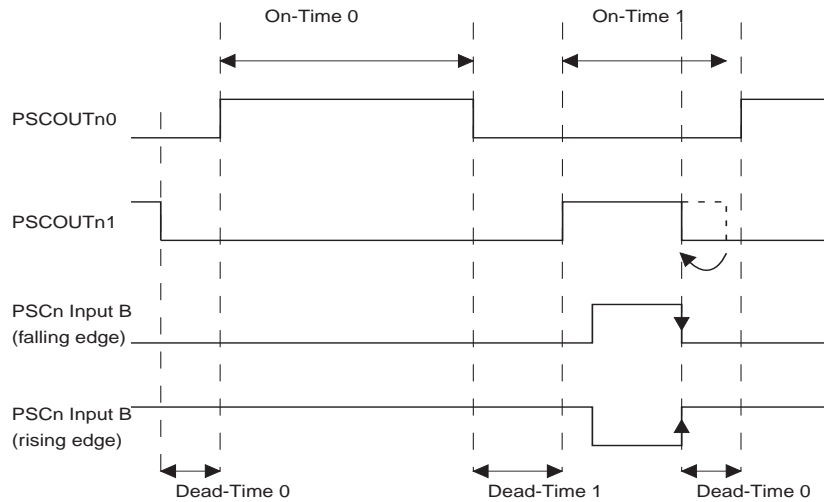 On-Time 0
On-Time 1
PSCOUTn0
PSCOUTn1
PSCn Input B
(falling edge)
PSCn Input B
(rising edge)
Dead-Time 0
Dead-Time 1
Dead-Time 0